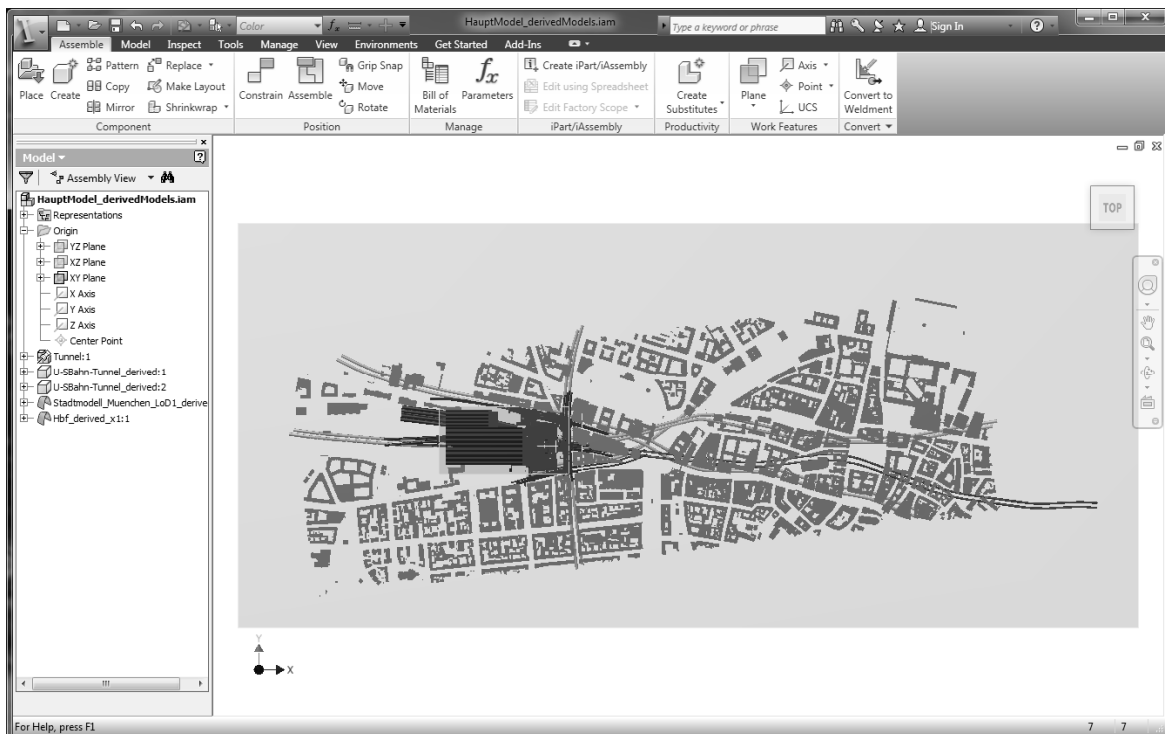 Color
HauptModel_derivedModels.iam
Type a keyword or phrase
Sign In
Assemble Model Inspect Tools Manage View Environments Get Started Add-Ins
Place Create Pattern Replace Constrain Assemble Grip Snap Bill of Materials Parameters Create iPart/iAssembly Create Substitutes Plane Axis Convert to Weldment
Copy Make Layout Move Edit using Spreadsheet Point
Mirror Shrinkwrap Rotate Edit Factory Scope UCS
Component Position Manage iPart/iAssembly Productivity Work Features Convert
Model
Assembly View
HauptModel_derivedModels.iam
Representations
Origin
YZ Plane
XZ Plane
XY Plane
X Axis
Y Axis
Z Axis
Center Point
Tunnel:1
U-SBahn-Tunnel_derived:1
U-SBahn-Tunnel_derived:2
Stadtmodell_Muenchen_LoD1_derive
Hbf_derived_x1:1
TOP
Y
X
For Help, press F1
7 7